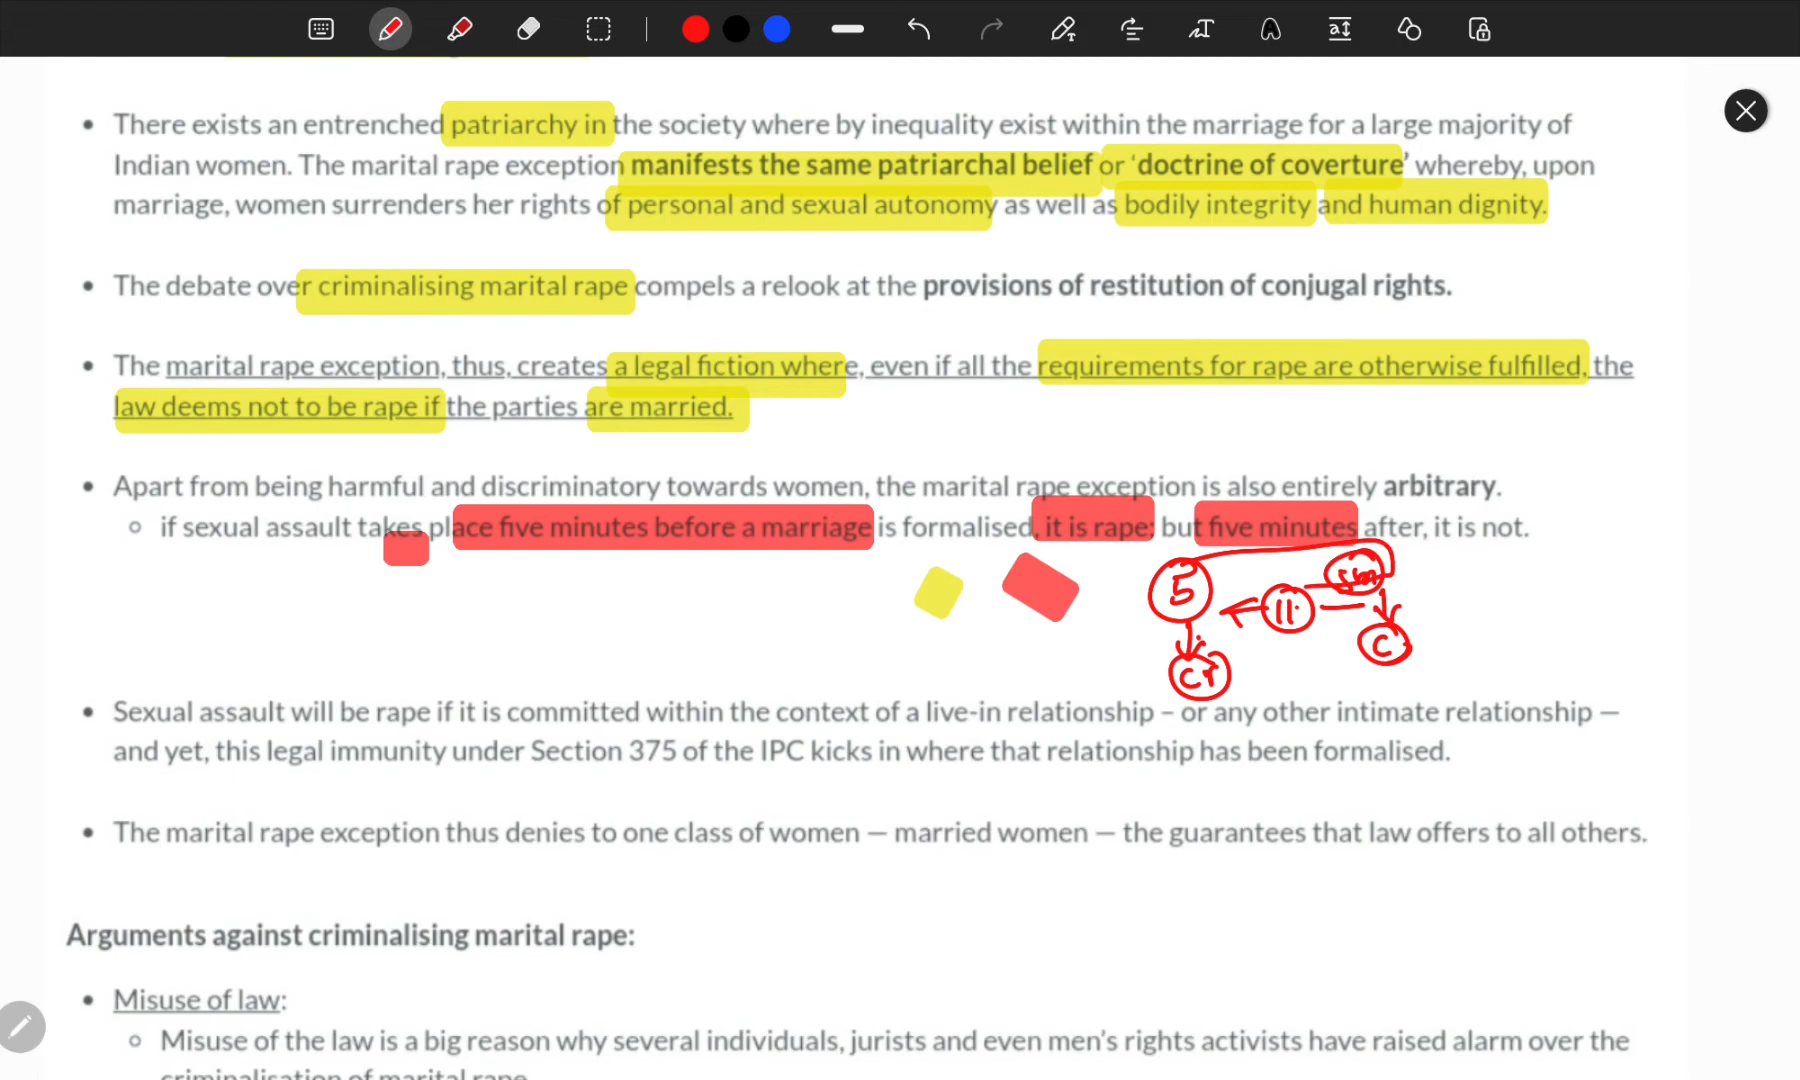 There exists an entrenched patriarchy in the society where by inequality exist within the marriage for a large majority of
Indian women. The marital rape exception manifests the same patriarchal belief or ‘doctrine of coverture’ whereby, upon
marriage, women surrenders her rights of personal and sexual autonomy as well as bodily integrity and human dignity.
The debate over criminalising marital rape compels a relook at the provisions of restitution of conjugal rights.
The marital rape exception, thus, creates a legal fiction where, even if all the requirements for rape are otherwise fulfilled, the
law deems not to be rape if the parties are married.
Apart from being harmful and discriminatory towards women, the marital rape exception is also entirely arbitrary.
if sexual assault takes place five minutes before a marriage is formalised, it is rape; but five minutes after, it is not.
5
11
Cr
C
Sexual assault will be rape if it is committed within the context of a live-in relationship – or any other intimate relationship —
and yet, this legal immunity under Section 375 of the IPC kicks in where that relationship has been formalised.
The marital rape exception thus denies to one class of women — married women — the guarantees that law offers to all others.
Arguments against criminalising marital rape:
Misuse of law:
Misuse of the law is a big reason why several individuals, jurists and even men’s rights activists have raised alarm over the
criminalisation of marital rape